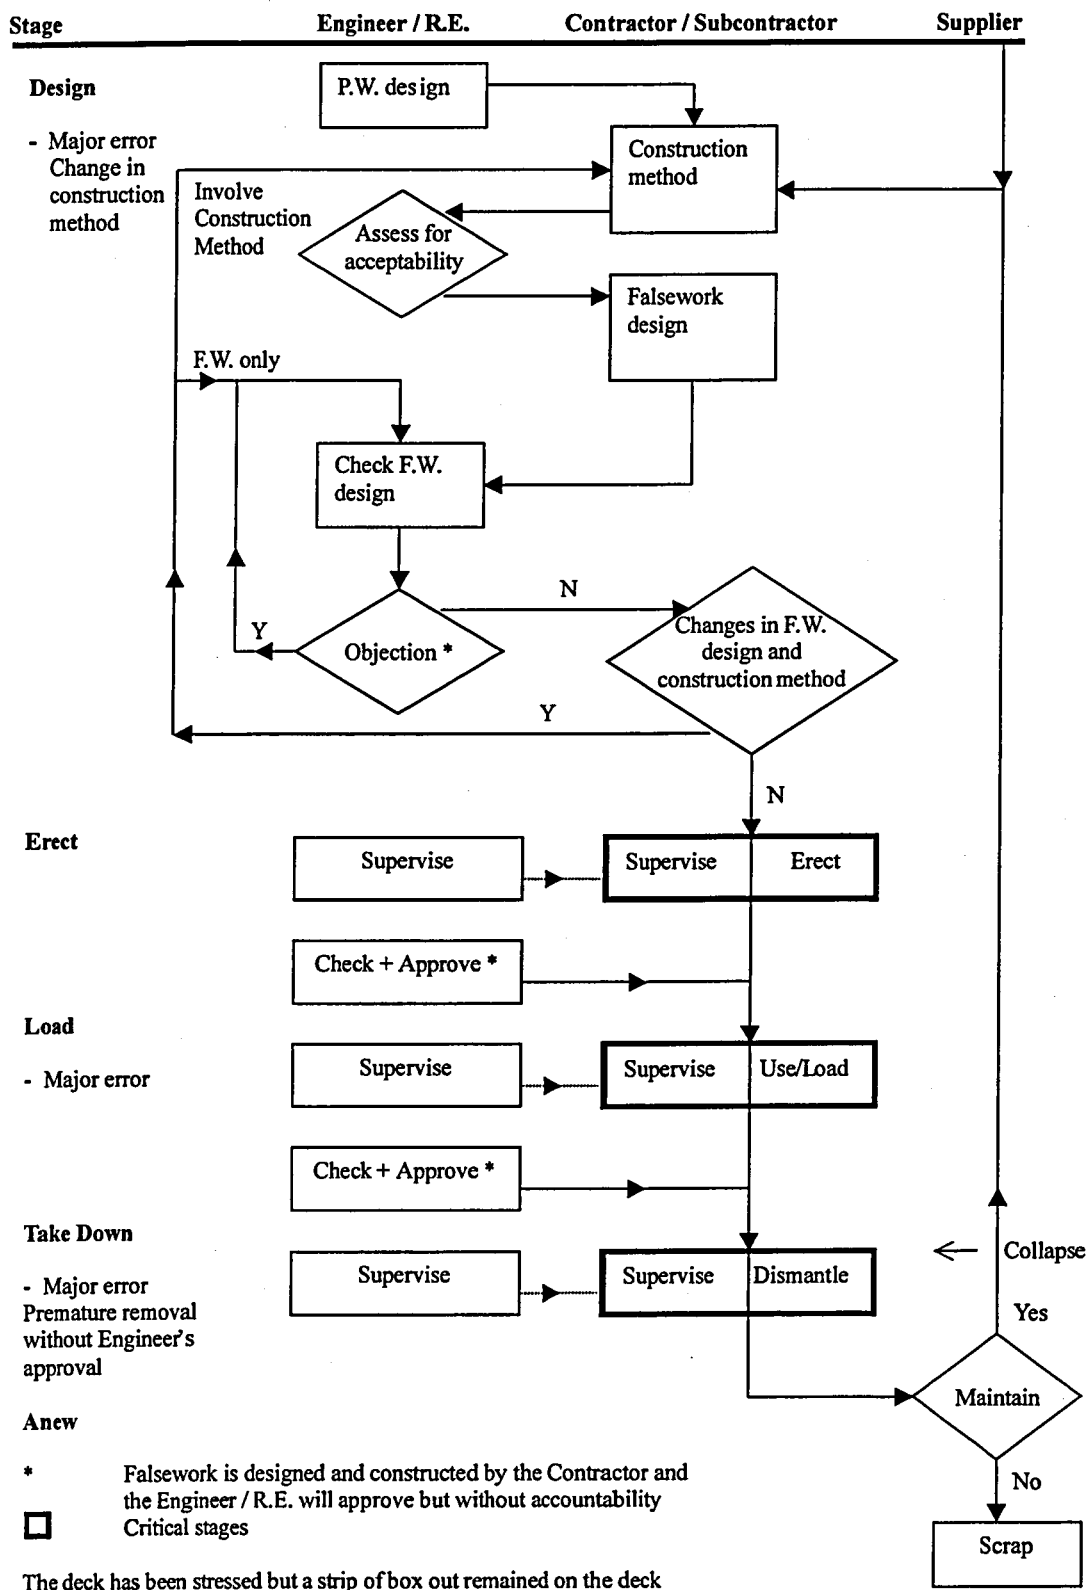 Stage Engineer / R.E. Contractor / Subcontractor Supplier
Design
- Major error
Change in
construction
method
P.W. design
Construction
method
Involve
Construction
Method
Assess for
acceptability
Falsework
design
F.W. only
Check F.W.
design
Objection *
Y
N
Changes in F.W.
design and
construction method
Y
N
Erect
Supervise
Supervise
Erect
Check + Approve *
Load
- Major error
Supervise
Supervise
Use/Load
Check + Approve *
Take Down
- Major error
Premature removal
without Engineer's
approval
Supervise
Supervise
Dismantle
Collapse
Yes
Maintain
No
Scrap
Anew
* Falsework is designed and constructed by the Contractor and
the Engineer / R.E. will approve but without accountability
Critical stages
The deck has been stressed but a strip of box out remained on the deck